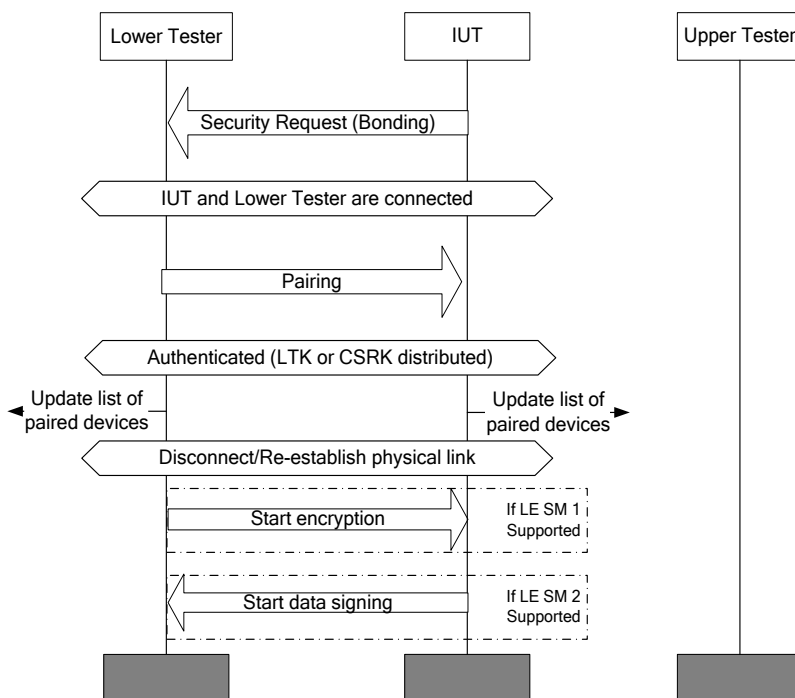 Lower Tester
IUT
Upper Tester
Security Request (Bonding)
IUT and Lower Tester are connected
Pairing
Authenticated (LTK or CSRK distributed)
Update list of
paired devices
Update list of
paired devices
Disconnect/Re-establish physical link
Start encryption
If LE SM 1
Supported
Start data signing
If LE SM 2
Supported